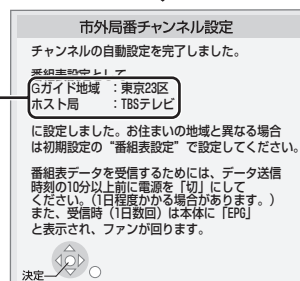 市外局番チャンネル設定
チャンネルの自動設定を完了しました。
番組表設定として
Gガイド地域 ：東京23区
ホスト局 ：TBSテレビ
に設定しました。お住まいの地域と異なる場合
は初期設定の“番組表設定”で設定してください。
番組表データを受信するためには、データ送信
時刻の10分以上前に電源を「切」にして
ください。（1日程度かかる場合があります。）
また、受信時（1日数回）は本体に「EPG」
と表示され、ファンが回ります。
決定